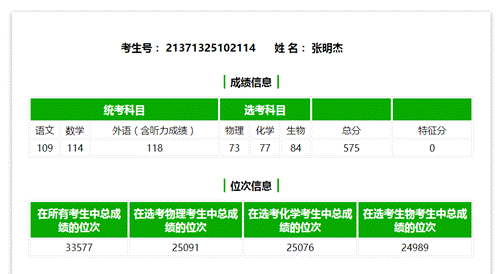 考生号： 21371325102114 姓 名： 张明杰
成绩信息
统考科目 选考科目
语文 数学 外语（含听力成绩） 物理 化学 生物 总分 特征分
109 114 118 73 77 84 575 0
位次信息
在所有考生中总成 在选考物理考生中总成 在选考化学考生中总成 在选考生物考生中总成
绩的位次 绩的位次 绩的位次 绩的位次
33577 25091 25076 24989